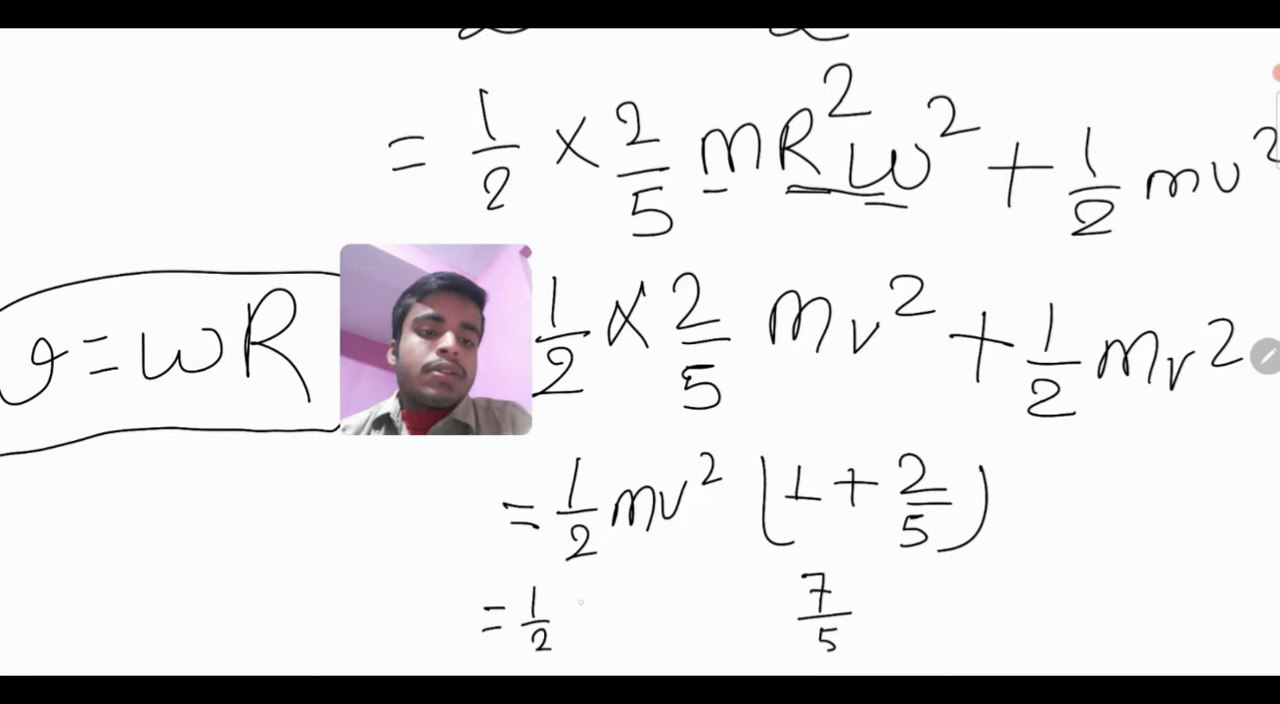 = 1/2 × 2/5 mR²ω² + 1/2 mv²
v = ωR
1/2 × 2/5 mv² + 1/2 mv²
= 1/2 mv² (1 + 2/5)
= 1/2 7/5